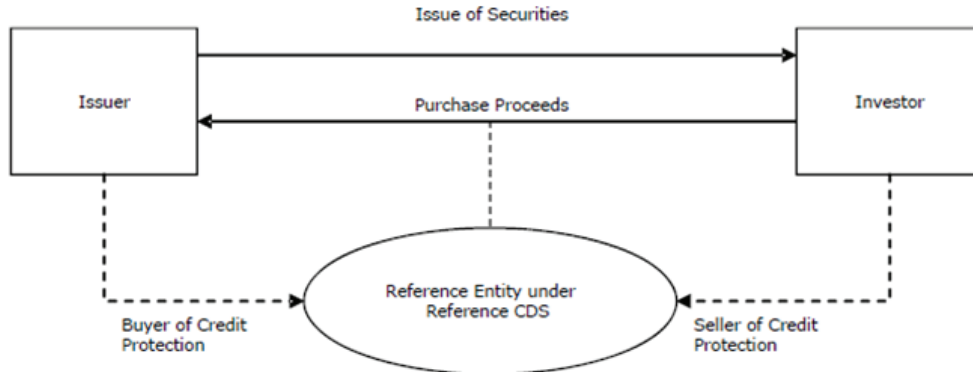 Issue of Securities
Issuer
Purchase Proceeds
Investor
Reference Entity under
Reference CDS
Buyer of Credit
Protection
Seller of Credit
Protection